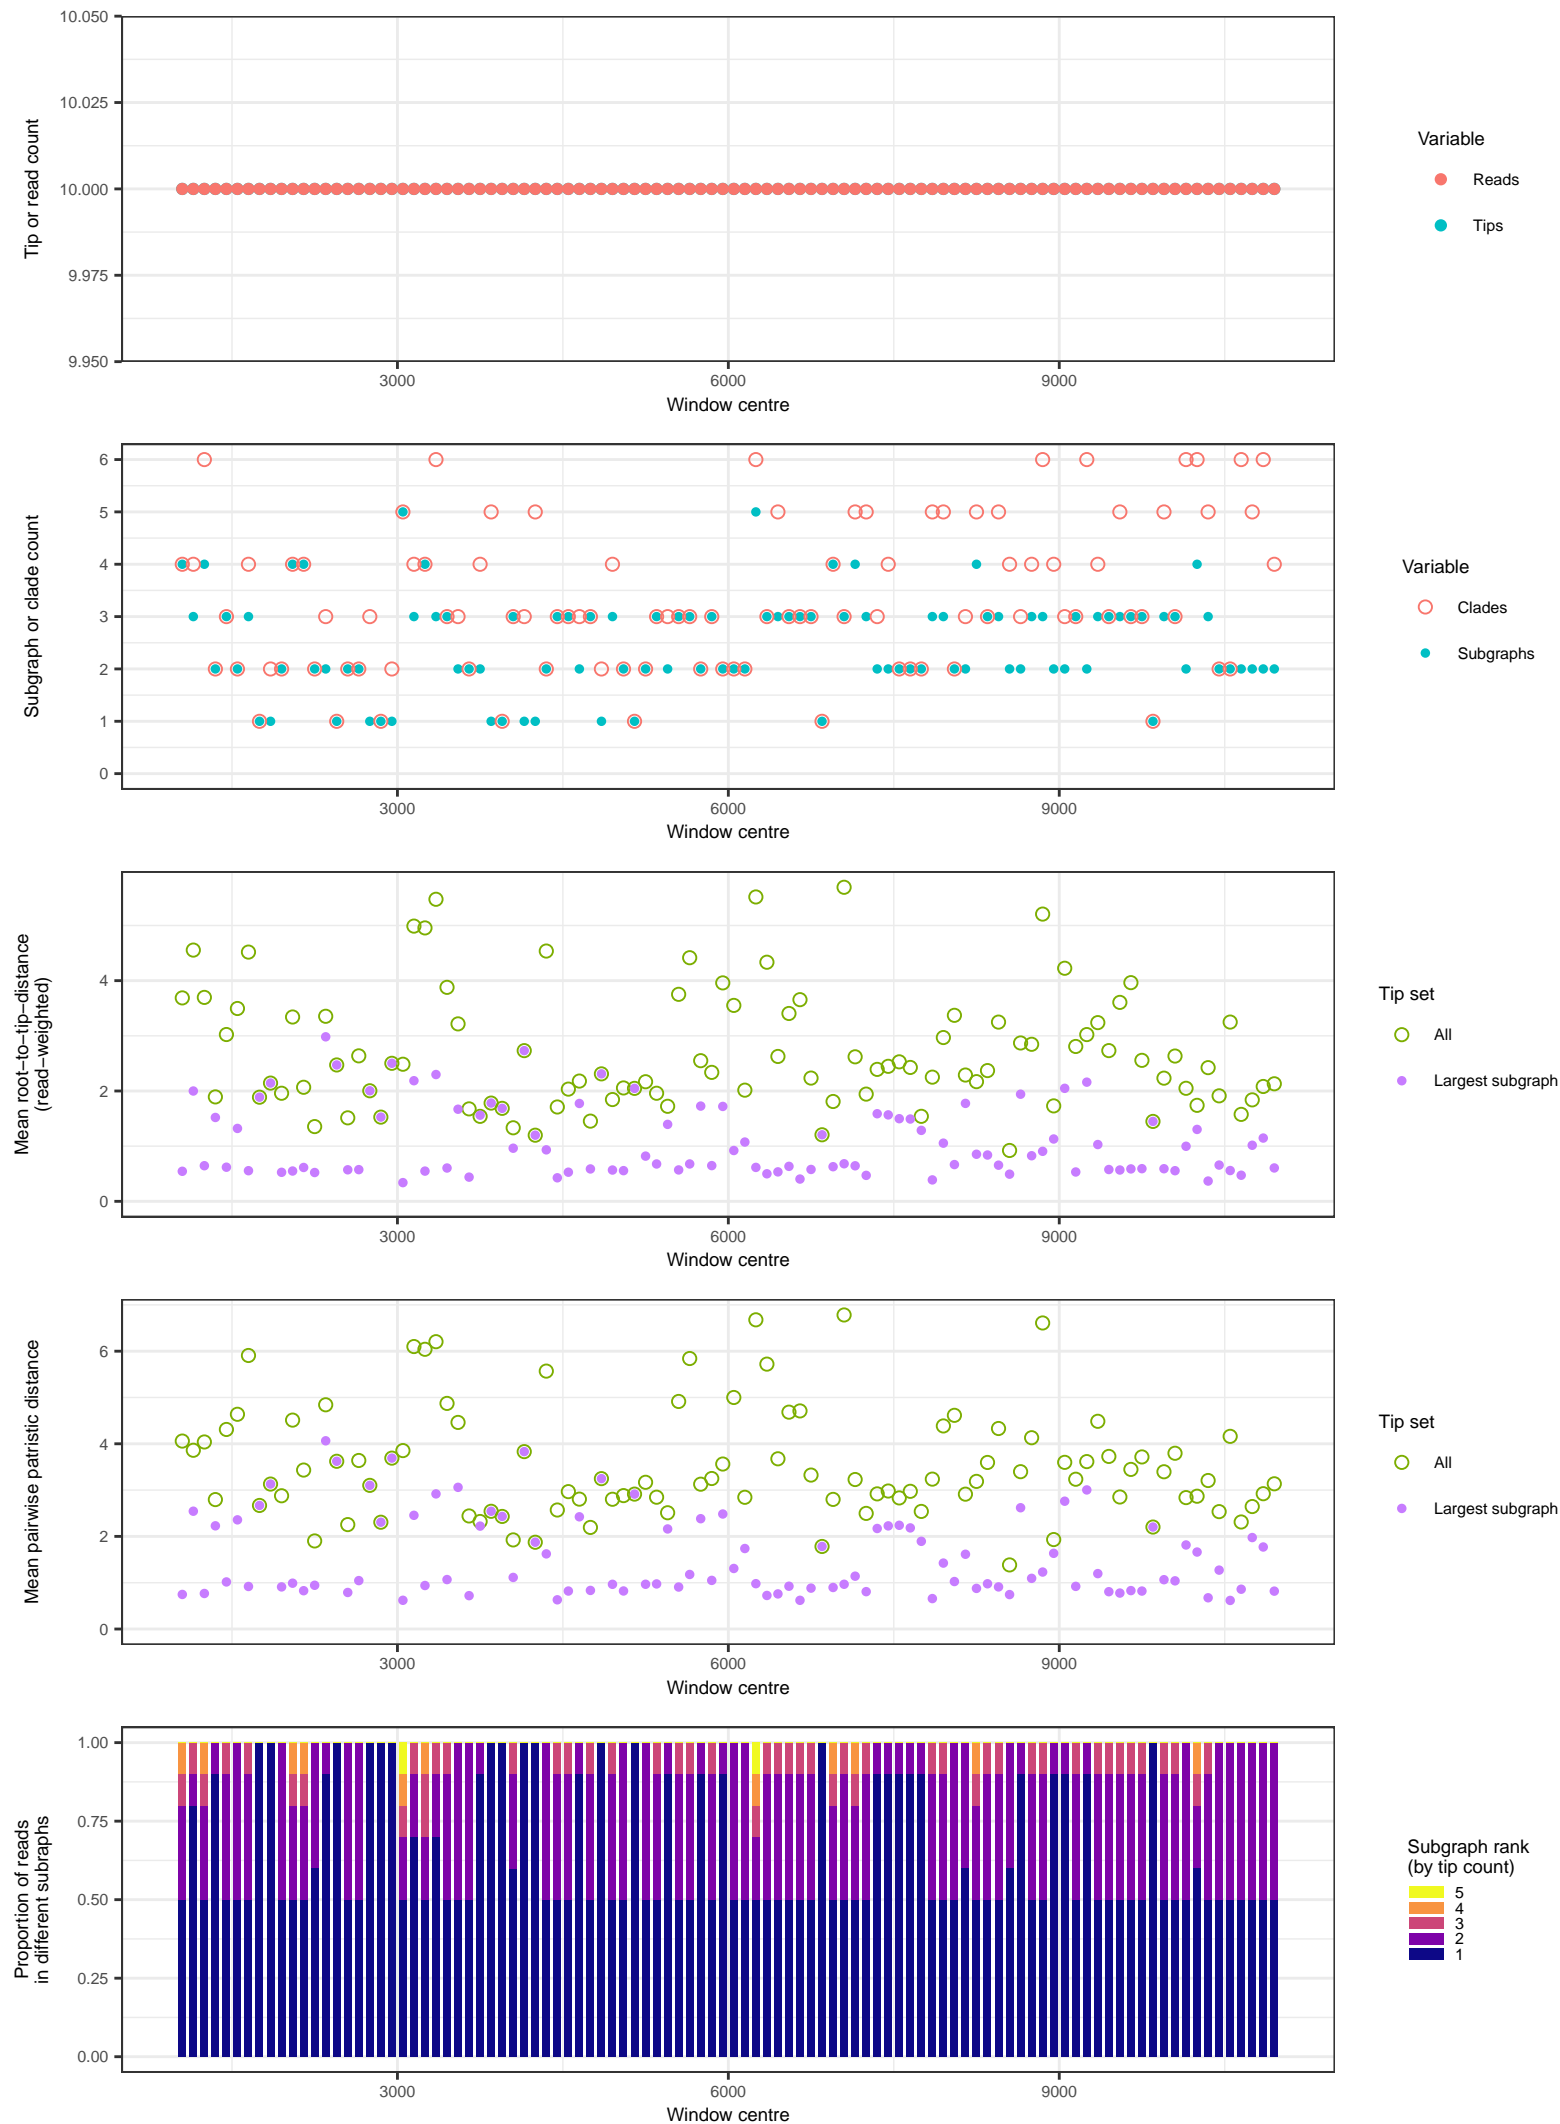 10.050
10.025
10.000
9.975
9.950
Tip or read count
3000 6000 9000
Window centre
Variable
Reads
Tips
6
5
4
3
2
1
0
Subgraph or clade count
3000 6000 9000
Window centre
Variable
Clades
Subgraphs
4
2
0
Mean root−to−tip−distance
(read−weighted)
3000 6000 9000
Window centre
Tip set
All
Largest subgraph
6
4
2
0
Mean pairwise patristic distance
3000 6000 9000
Window centre
Tip set
All
Largest subgraph
1.00
0.75
0.50
0.25
0.00
Proportion of reads
in different subraphs
3000 6000 9000
Window centre
Subgraph rank
(by tip count)
5
4
3
2
1